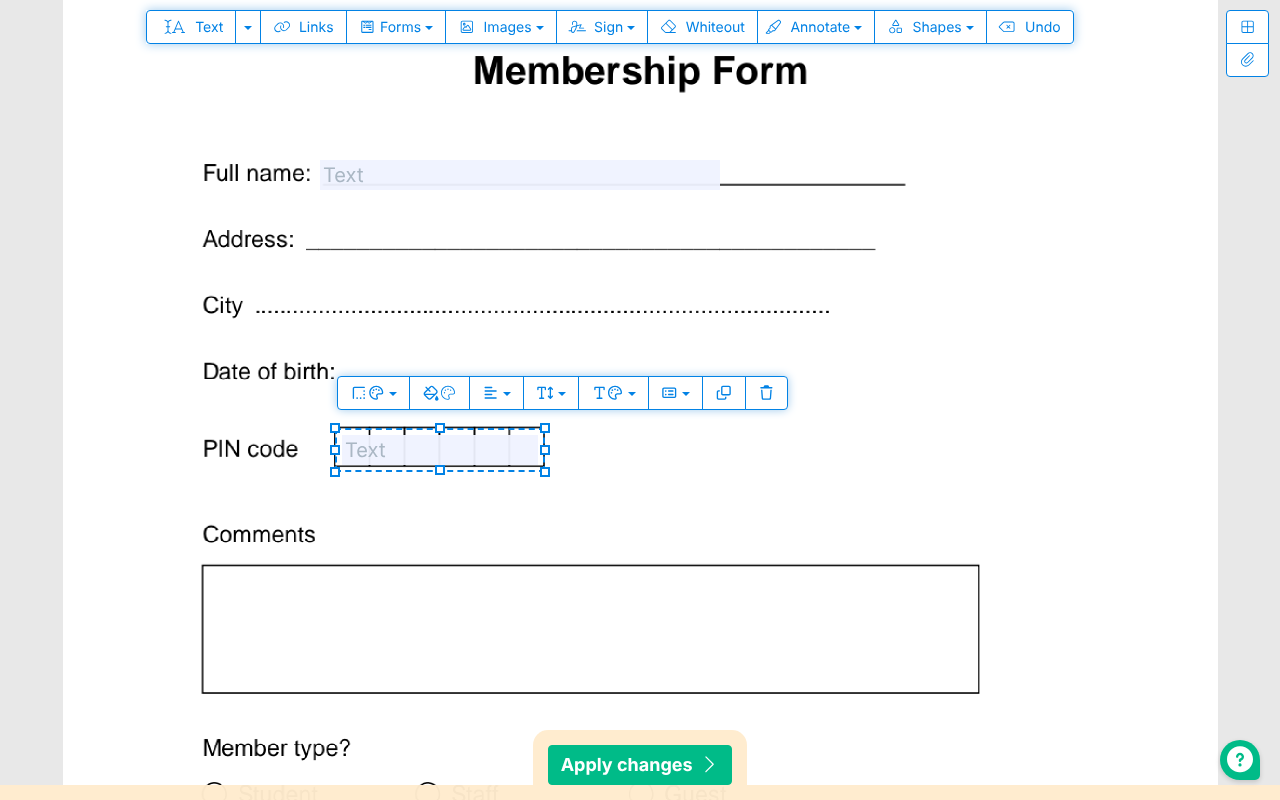 Text Links Forms Images Sign Whiteout Annotate Shapes Undo
Membership Form
Full name: Text
Address:
City
Date of birth:
PIN code Text
Comments
Member type?
Student Staff Guest
Apply changes
?